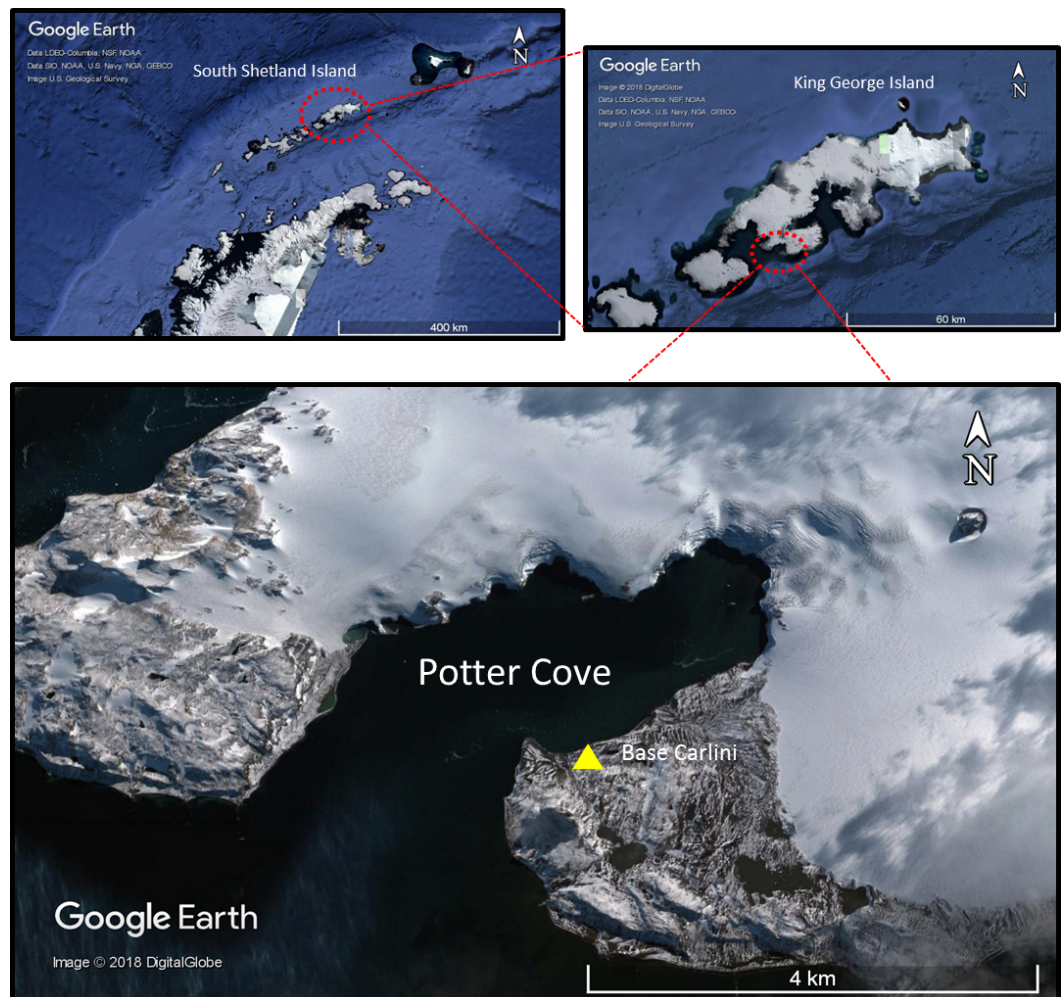 Google Earth
Data LDEO-Columbia, NSF, NOAA
Data SIO, NOAA, U.S. Navy, NGA, GEBCO
Image U.S. Geological Survey
South Shetland Island
N
400 km
Google Earth
Image © 2018 DigitalGlobe
Data LDEO-Columbia, NSF, NOAA
Data SIO, NOAA, U.S. Navy, NGA, GEBCO
Image U.S. Geological Survey
King George Island
N
60 km
N
Potter Cove
Base Carlini
Google Earth
Image © 2018 DigitalGlobe
4 km